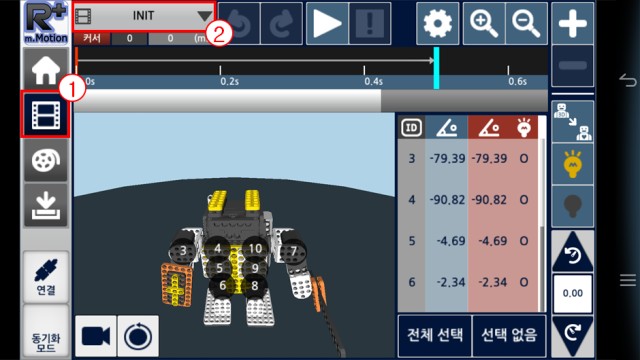 R+
m.Motion
INIT
②
커서 0 0 (m
0s 0.2s 0.4s 0.6s
①
ID
3 -79.39 -79.39 O
4 -90.82 -90.82 O
5 -4.69 -4.69 O
6 -2.34 -2.34 O
3 4 10 7
5 9
6 8
연결
0.00
동기화
모드
전체 선택 선택 없음